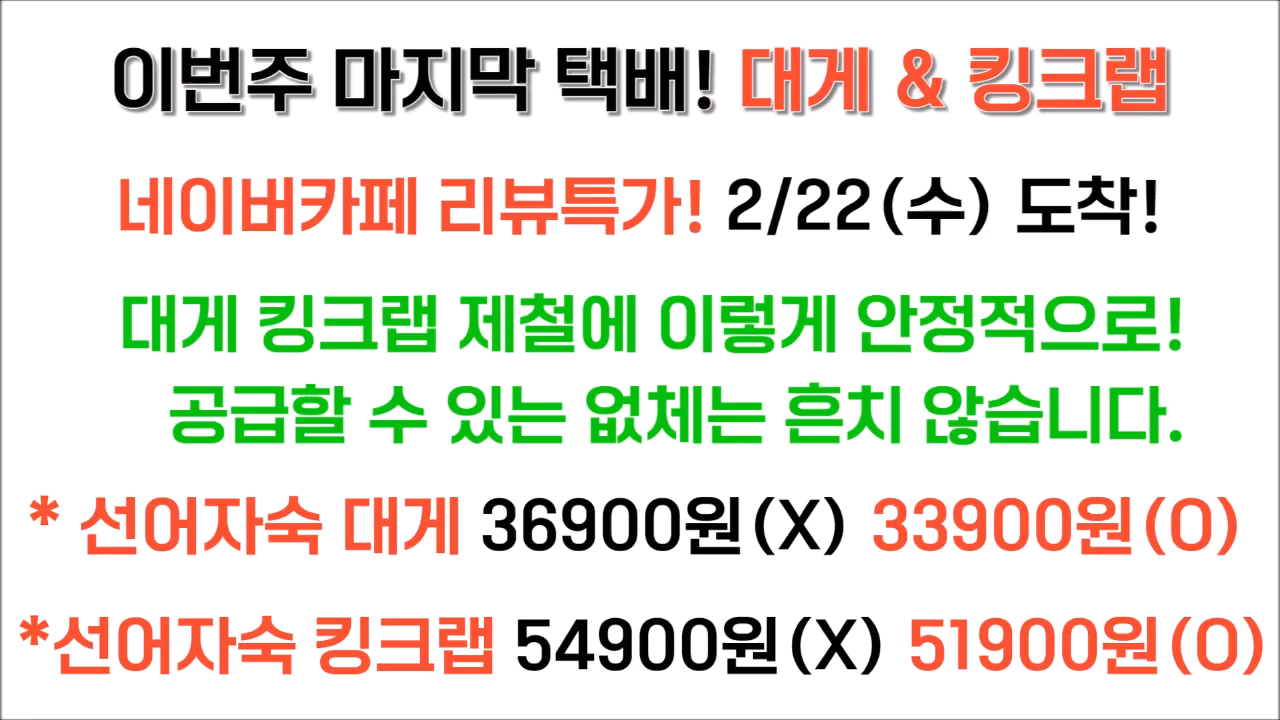 이번주 마지막 택배! 대게 & 킹크랩
네이버카페 리뷰특가! 2/22(수) 도착!
대게 킹크랩 제철에 이렇게 안정적으로!
공급할 수 있는 없체는 흔치 않습니다.
* 선어자숙 대게 36900원(X) 33900원(O)
*선어자숙 킹크랩 54900원(X) 51900원(O)